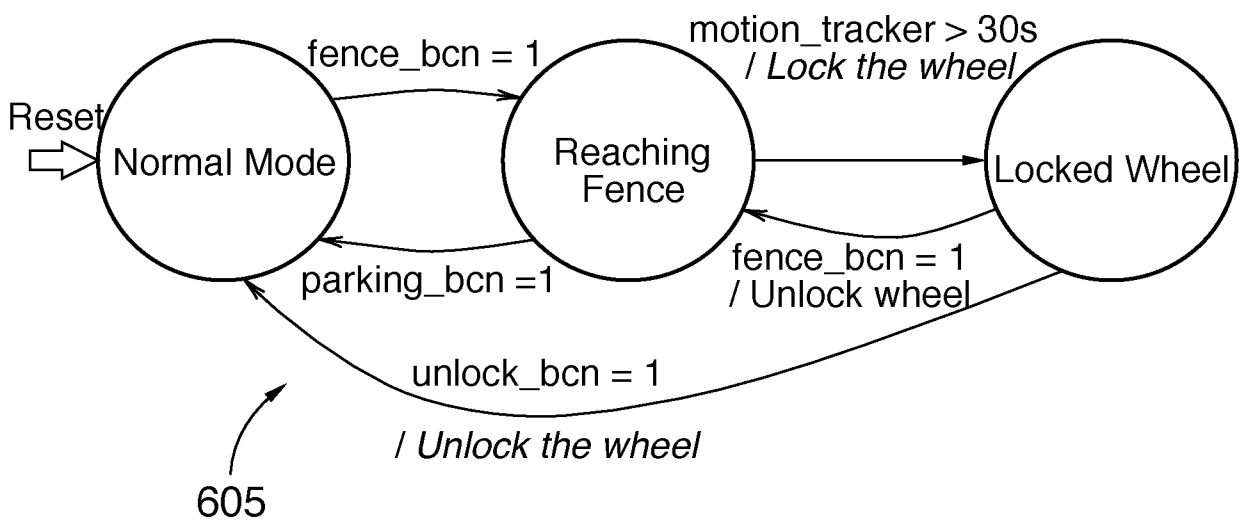 fence_bcn = 1
motion_tracker > 30s
/ Lock the wheel
Reset
Normal Mode
Reaching
Fence
Locked Wheel
parking_bcn =1
fence_bcn = 1
/ Unlock wheel
unlock_bcn = 1
/ Unlock the wheel
605